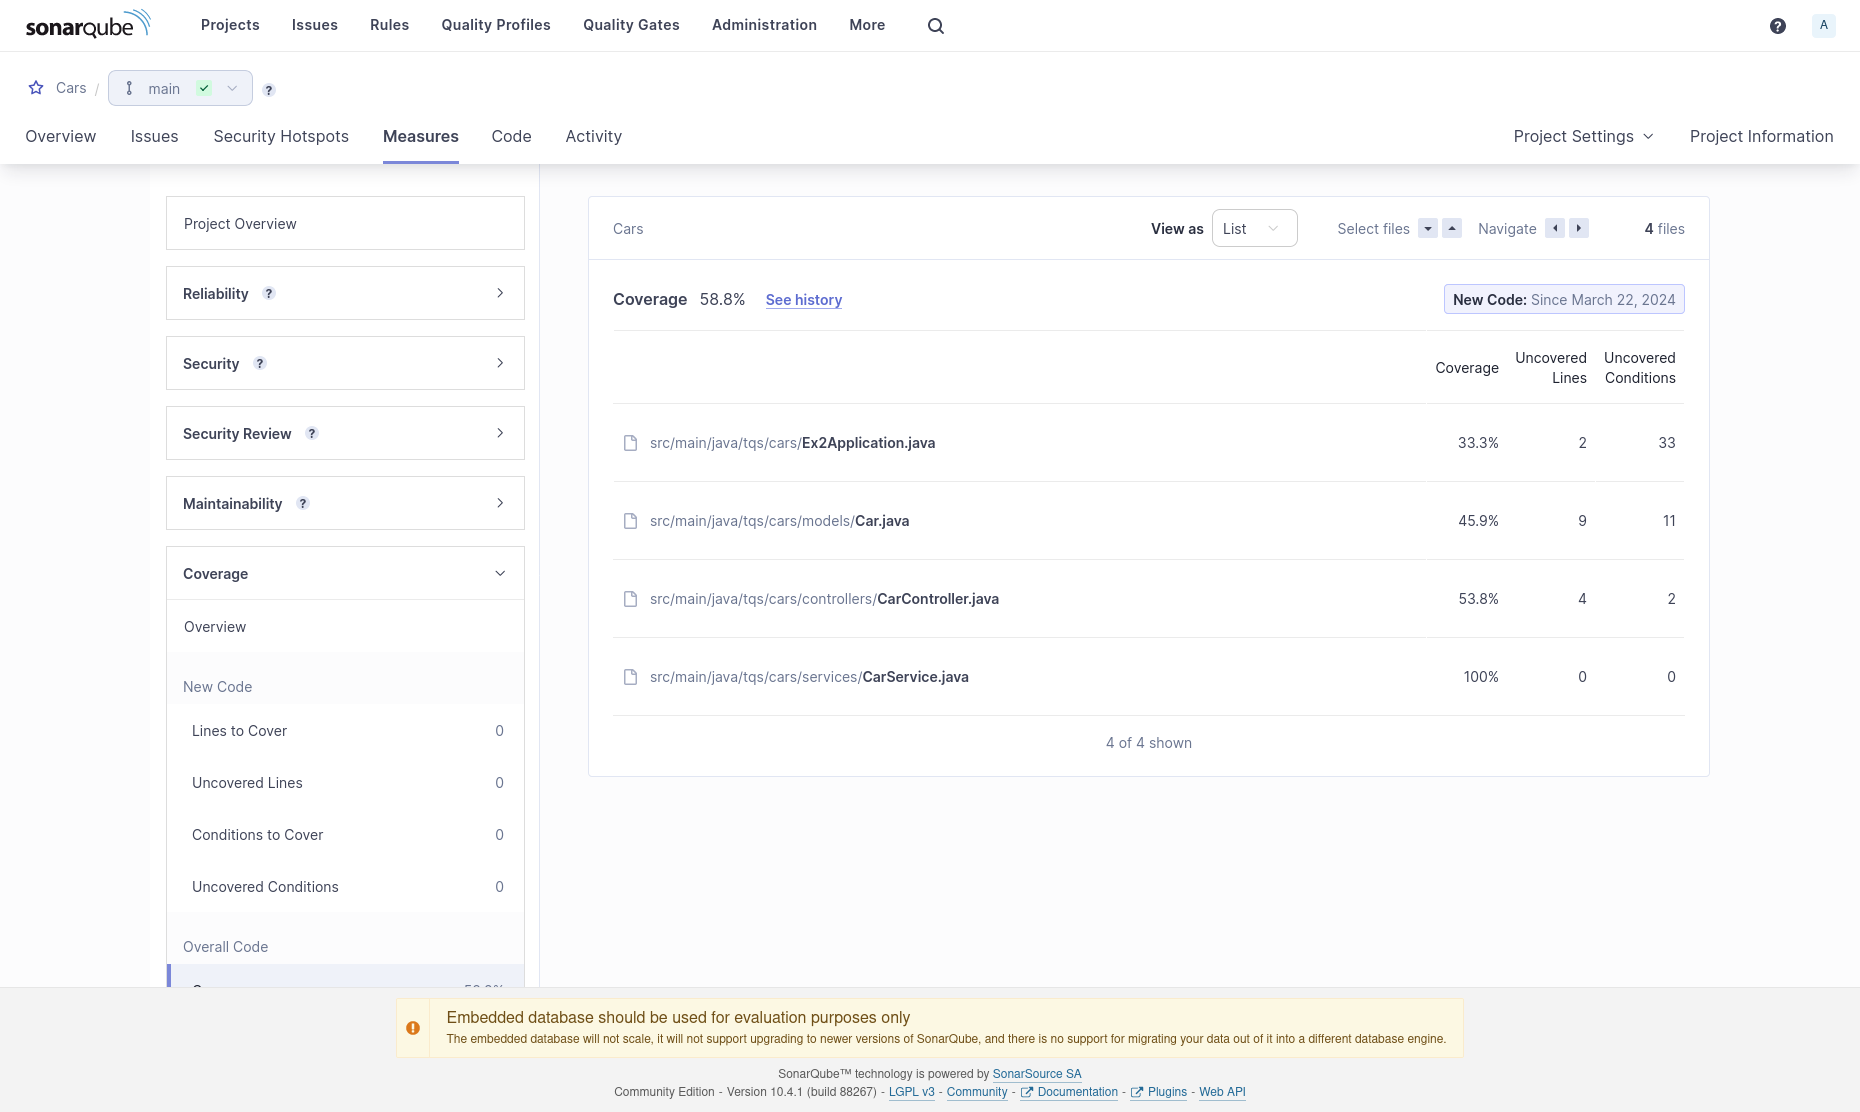 sonarqube Projects Issues Rules Quality Profiles Quality Gates Administration More ? A
Cars / main ?
Overview Issues Security Hotspots Measures Code Activity Project Settings Project Information
Project Overview
Reliability ?
Security ?
Security Review ?
Maintainability ?
Coverage
Overview
New Code
Lines to Cover 0
Uncovered Lines 0
Conditions to Cover 0
Uncovered Conditions 0
Overall Code
Cars View as List Select files Navigate 4 files
Coverage 58.8% See history New Code: Since March 22, 2024
Coverage Uncovered Lines Uncovered Conditions
src/main/java/tqs/cars/Ex2Application.java 33.3% 2 33
src/main/java/tqs/cars/models/Car.java 45.9% 9 11
src/main/java/tqs/cars/controllers/CarController.java 53.8% 4 2
src/main/java/tqs/cars/services/CarService.java 100% 0 0
4 of 4 shown
Embedded database should be used for evaluation purposes only
The embedded database will not scale, it will not support upgrading to newer versions of SonarQube, and there is no support for migrating your data out of it into a different database engine.
SonarQube™ technology is powered by SonarSource SA
Community Edition - Version 10.4.1 (build 88267) - LGPL v3 - Community - Documentation - Plugins - Web API